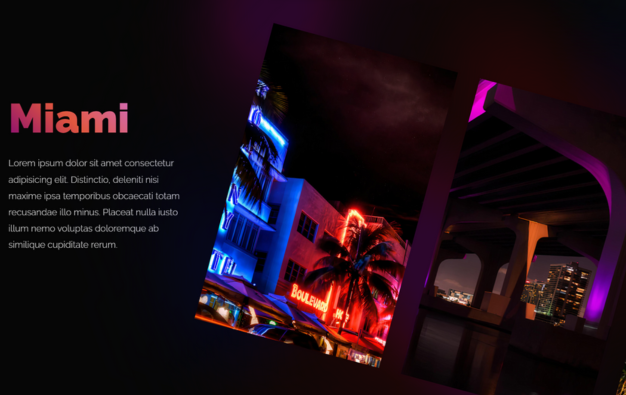 Miami
Lorem ipsum dolor sit amet consectetur
adipisicing elit. Distinctio, deleniti nisi
maxime ipsa temporibus obcaecati totam
recusandae illo minus. Placeat nulla iusto
illum nemo voluptas doloremque ab
similique cupiditate rerum.
BOULEVARD